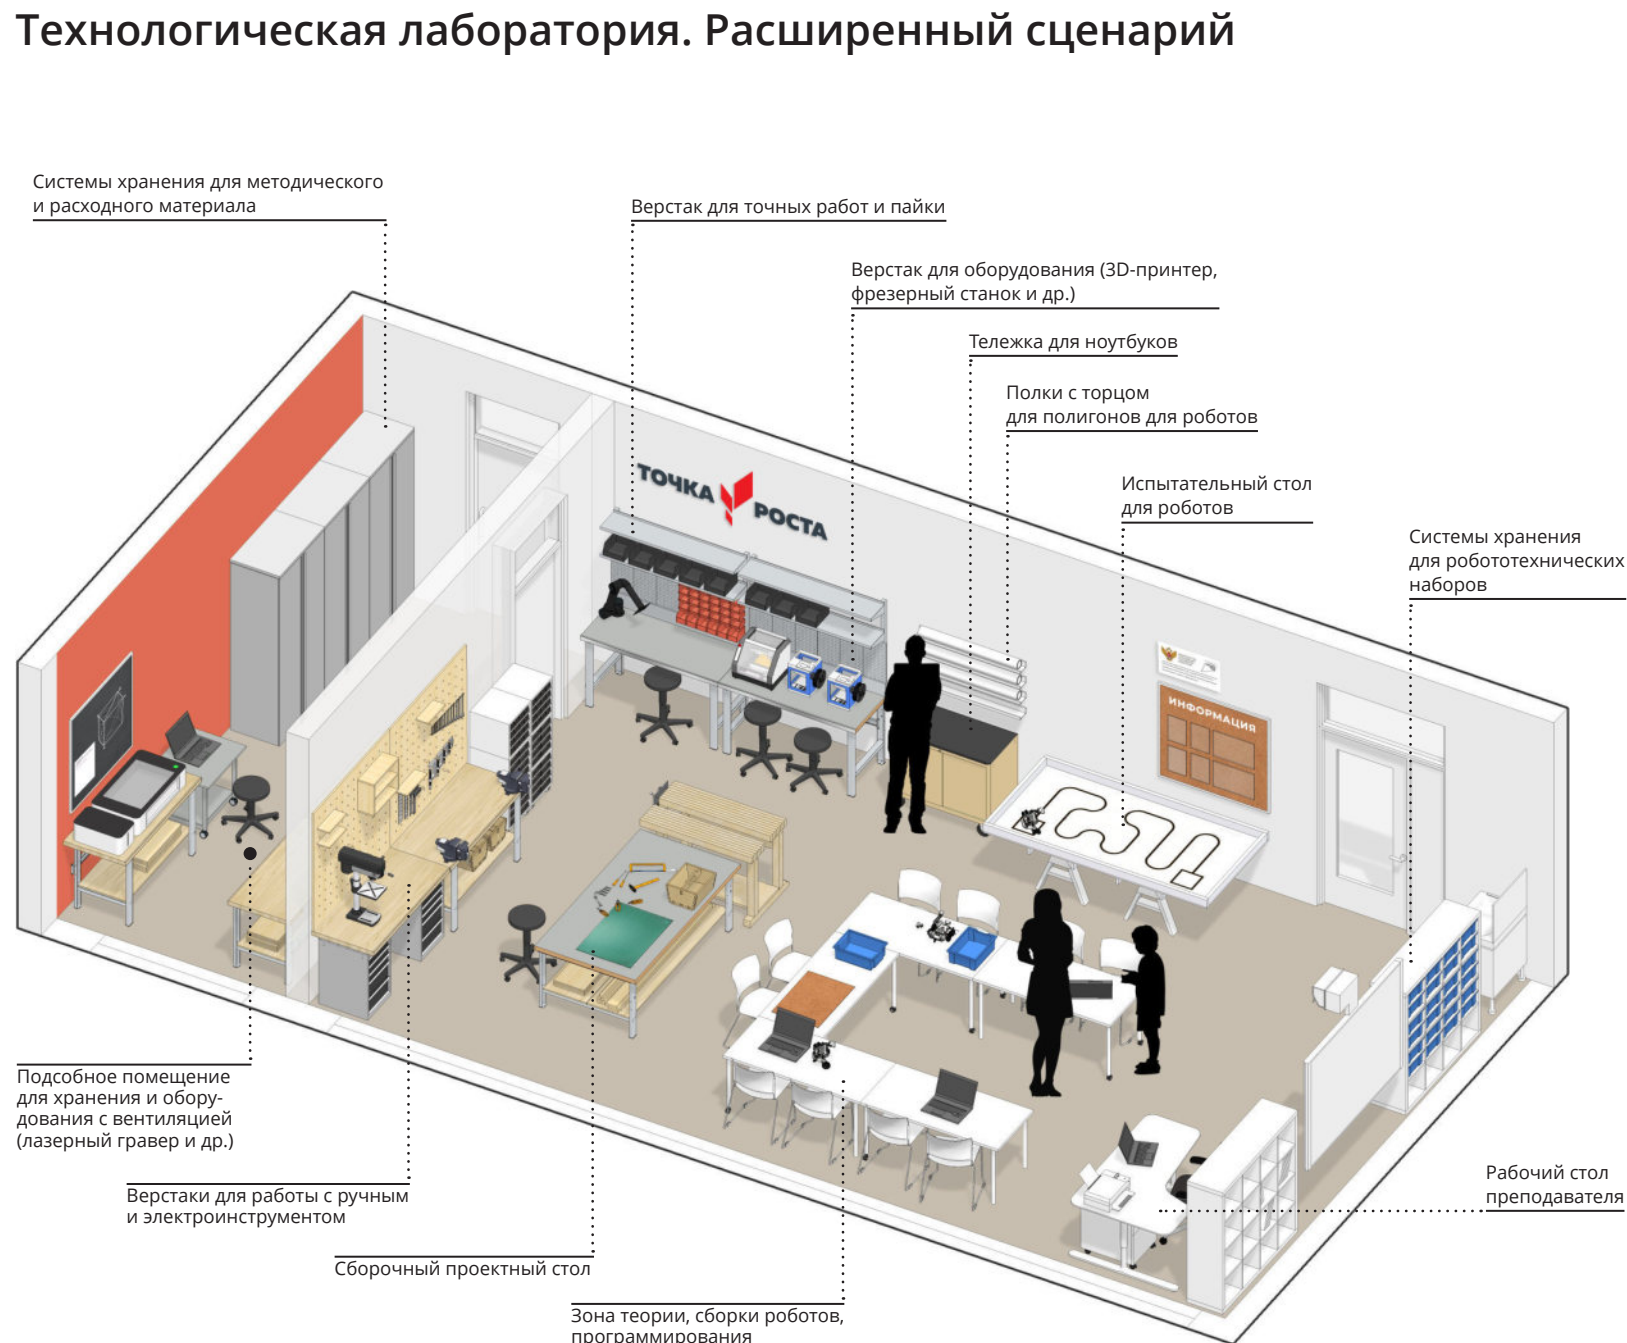 Технологическая лаборатория. Расширенный сценарий
Системы хранения для методического
и расходного материала
Верстак для точных работ и пайки
Верстак для оборудования (3D-принтер,
фрезерный станок и др.)
Тележка для ноутбуков
Полки с торцом
для полигонов для роботов
Испытательный стол
для роботов
Системы хранения
для робототехнических
наборов
ТОЧКА
РОСТА
ИНФОРМАЦИЯ
Подсобное помещение
для хранения и обору-
дования с вентиляцией
(лазерный гравер и др.)
Верстаки для работы с ручным
и электроинструментом
Сборочный проектный стол
Зона теории, сборки роботов,
программирования
Рабочий стол
преподавателя